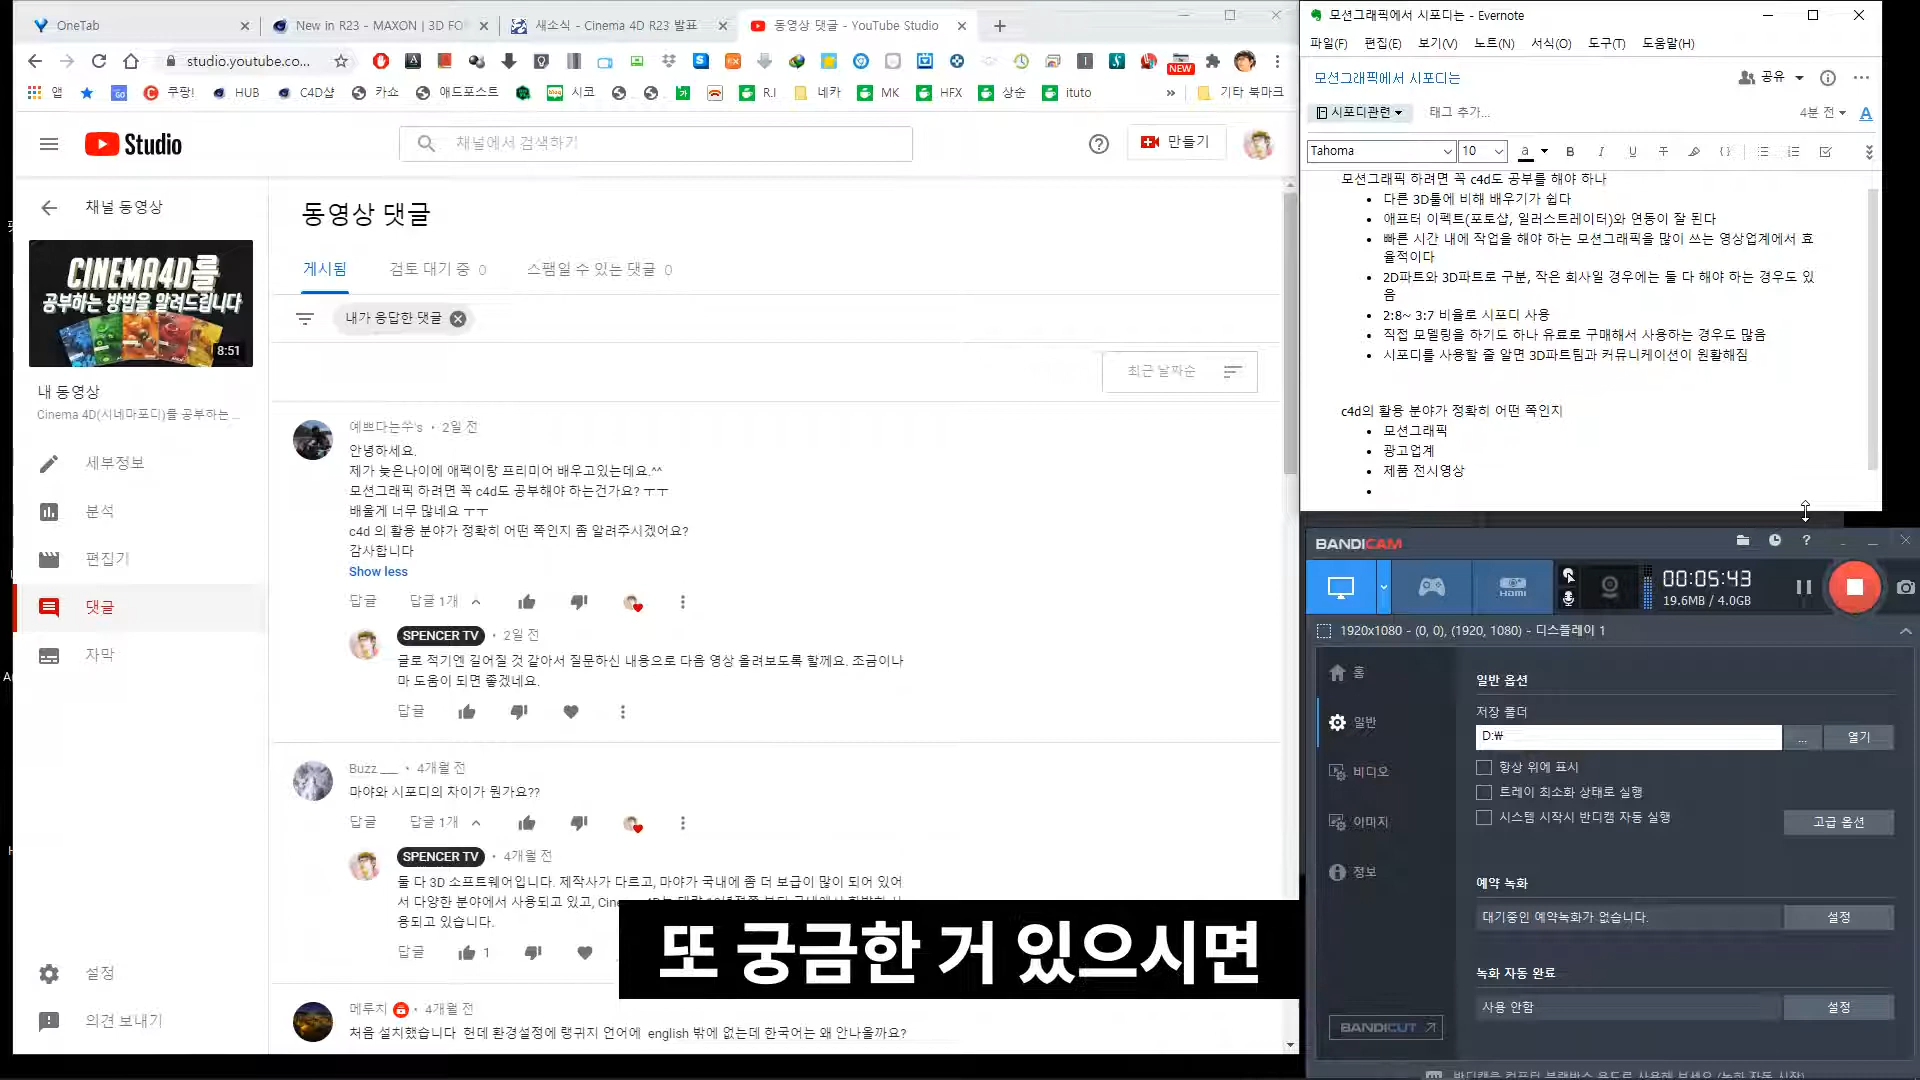 OneTab
New in R23 - MAXON | 3D FO
새소식 - Cinema 4D R23 발표
동영상 댓글 - YouTube Studio
studio.youtube.co...
NEW
앱
쿠팡!
HUB
C4D샵
카쇼
애드포스트
시코
R.I
네카
MK
HFX
상순
ituto
기타 북마크
Studio
채널에서 검색하기
만들기
채널 동영상
CINEMA4D를
공부하는 방법을 알려드립니다
8:51
내 동영상
Cinema 4D(시네마포디)를 공부하는 ...
세부정보
분석
편집기
댓글
자막
설정
의견 보내기
동영상 댓글
게시됨
검토 대기 중 0
스팸일 수 있는 댓글 0
내가 응답한 댓글
최근 날짜순
예쁘다는쑤's • 2일 전
안녕하세요.
제가 늦은나이에 애펙이랑 프리미어 배우고있는데요.^^
모션그래픽 하려면 꼭 c4d도 공부해야 하는건가요? ㅜㅜ
배울게 너무 많네요 ㅜㅜ
c4d 의 활용 분야가 정확히 어떤 쪽인지 좀 알려주시겠어요?
감사합니다
Show less
답글
답글 1개
SPENCER TV • 2일 전
글로 적기엔 길어질 것 같아서 질문하신 내용으로 다음 영상 올려보도록 할께요. 조금이나
마 도움이 되면 좋겠네요.
답글
Buzz __ • 4개월 전
마야와 시포디의 차이가 뭔가요??
답글
답글 1개
SPENCER TV • 4개월 전
둘 다 3D 소프트웨어입니다. 제작사가 다르고, 마야가 국내에 좀 더 보급이 많이 되어 있어
서 다양한 분야에서 사용되고 있고,
용되고 있습니다.
답글
1
메루치 • 4개월 전
처음 설치했습니다 헌데 환경설정에 랭귀지 언어에 english 밖에 없는데 한국어는 왜 안나올까요?
또 궁금한 거 있으시면
모션그래픽에서 시포디는 - Evernote
파일(F)
편집(E)
보기(V)
노트(N)
서식(O)
도구(T)
도움말(H)
모션그래픽에서 시포디는
공유
시포디관련
태그 추가...
4분 전
Tahoma
10
모션그래픽 하려면 꼭 c4d도 공부를 해야 하나
• 다른 3D툴에 비해 배우기가 쉽다
• 애프터 이펙트(포토샵, 일러스트레이터)와 연동이 잘 된다
• 빠른 시간 내에 작업을 해야 하는 모션그래픽을 많이 쓰는 영상업계에서 효
율적이다
• 2D파트와 3D파트로 구분, 작은 회사일 경우에는 둘 다 해야 하는 경우도 있
음
• 2:8~ 3:7 비율로 시포디 사용
• 직접 모델링을 하기도 하나 유료로 구매해서 사용하는 경우도 많음
• 시포디를 사용할 줄 알면 3D파트팀과 커뮤니케이션이 원활해짐
c4d의 활용 분야가 정확히 어떤 쪽인지
• 모션그래픽
• 광고업계
• 제품 전시영상
BANDICAM
HDMI
00:05:43
19.6MB / 4.0GB
1920x1080 - (0, 0), (1920, 1080) - 디스플레이 1
홈
일반
비디오
이미지
정보
BANDICUT
일반 옵션
저장 폴더
D:₩
...
열기
항상 위에 표시
트레이 최소화 상태로 실행
시스템 시작시 반디캠 자동 실행
고급 옵션
예약 녹화
대기중인 예약녹화가 없습니다.
설정
녹화 자동 완료
사용 안함
설정